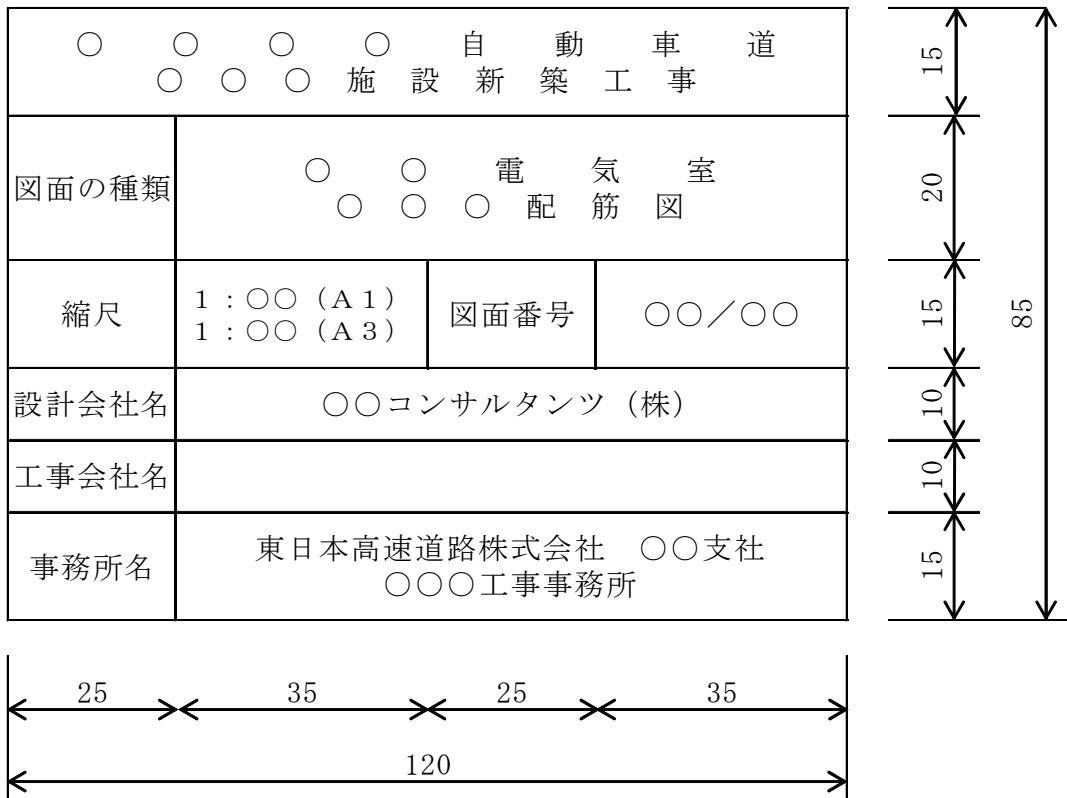 ○○○○自動車道
○○○施設新築工事
図面の種類
○○電気室
○○○配筋図
縮尺
1：○○（A1）
1：○○（A3）
図面番号
○○／○○
設計会社名
○○コンサルタンツ（株）
工事会社名
事務所名
東日本高速道路株式会社　○○支社
○○○工事事務所
15
20
15
10
10
15
85
25
35
25
35
120